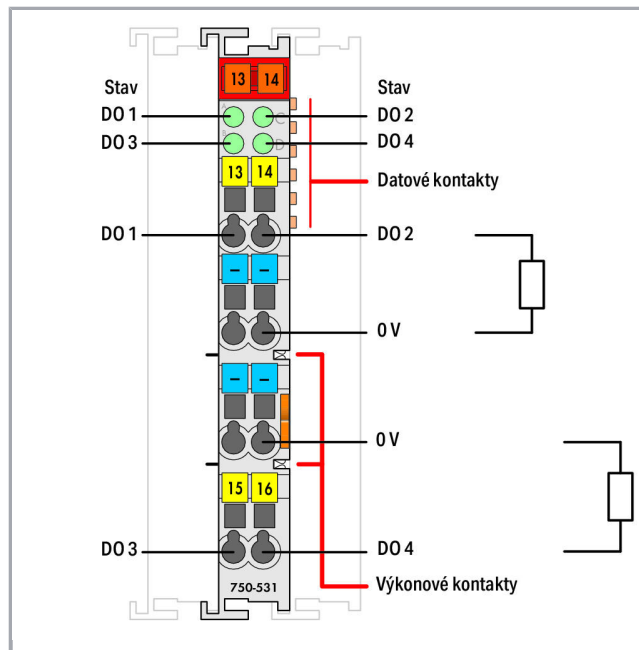 13 14
Stav Stav
DO 1 A C DO 2
DO 3 B D DO 4
13 14
Datové kontakty
DO 1 DO 2
– –
0 V
– –
0 V
15 16
DO 3 DO 4
750-531
Výkonové kontakty